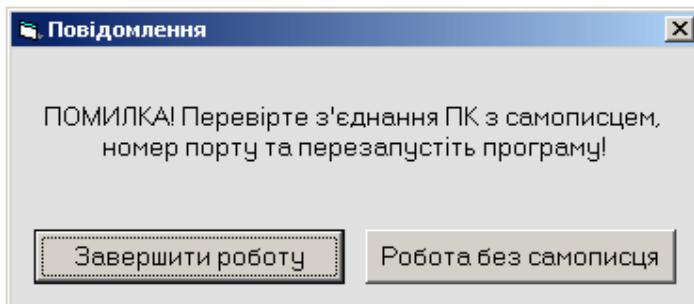 Повідомлення
ПОМИЛКА! Перевірте з'єднання ПК з самописцем,
номер порту та перезапустіть програму!
Завершити роботу
Робота без самописця